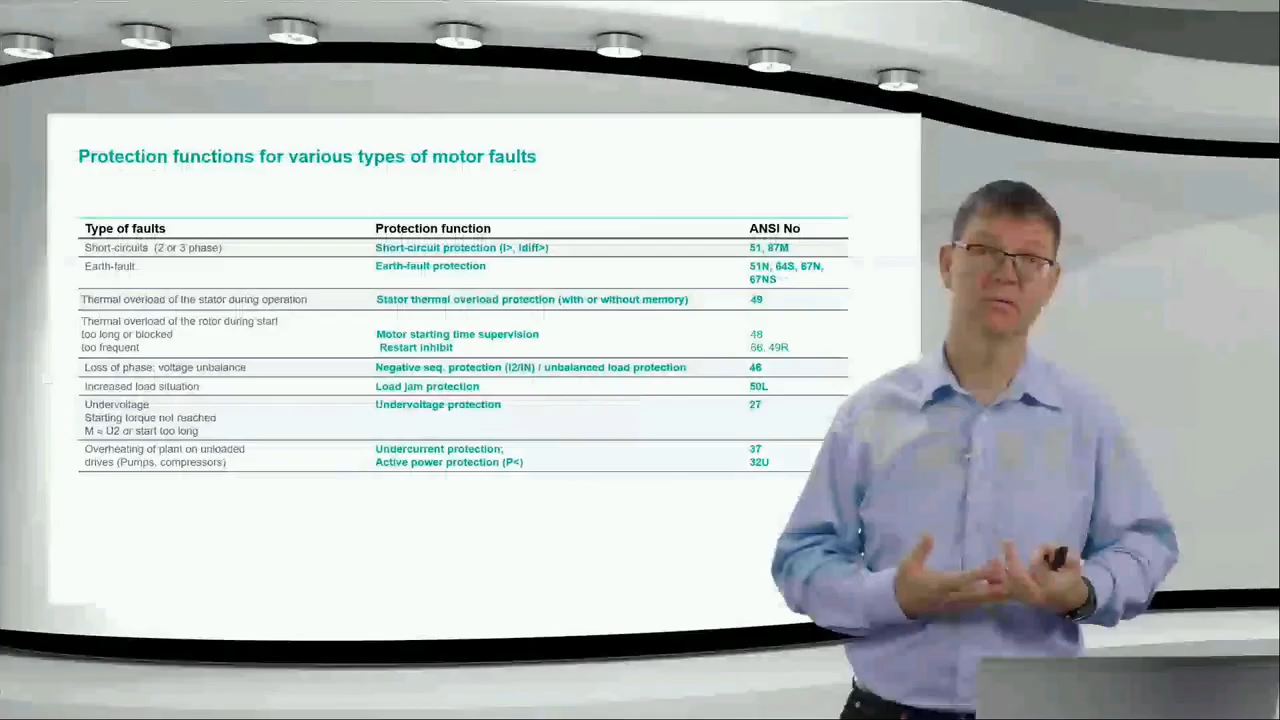 Protection functions for various types of motor faults
Type of faults Protection function ANSI No
Short-circuits (2 or 3 phase) Short-circuit protection (I>, Idiff>) 51, 87M
Earth-fault Earth-fault protection 51N, 64S, 67N,
67NS
Thermal overload of the stator during operation Stator thermal overload protection (with or without memory) 49
Thermal overload of the rotor during start
too long or blocked Motor starting time supervision 48
too frequent Restart inhibit 66, 49R
Loss of phase; voltage unbalance Negative seq. protection (I2/IN) / unbalanced load protection 46
Increased load situation Load jam protection 50L
Undervoltage Undervoltage protection 27
Starting torque not reached
M ≈ U2 or start too long
Overheating of plant on unloaded Undercurrent protection; 37
drives (Pumps, compressors) Active power protection (P<) 32U